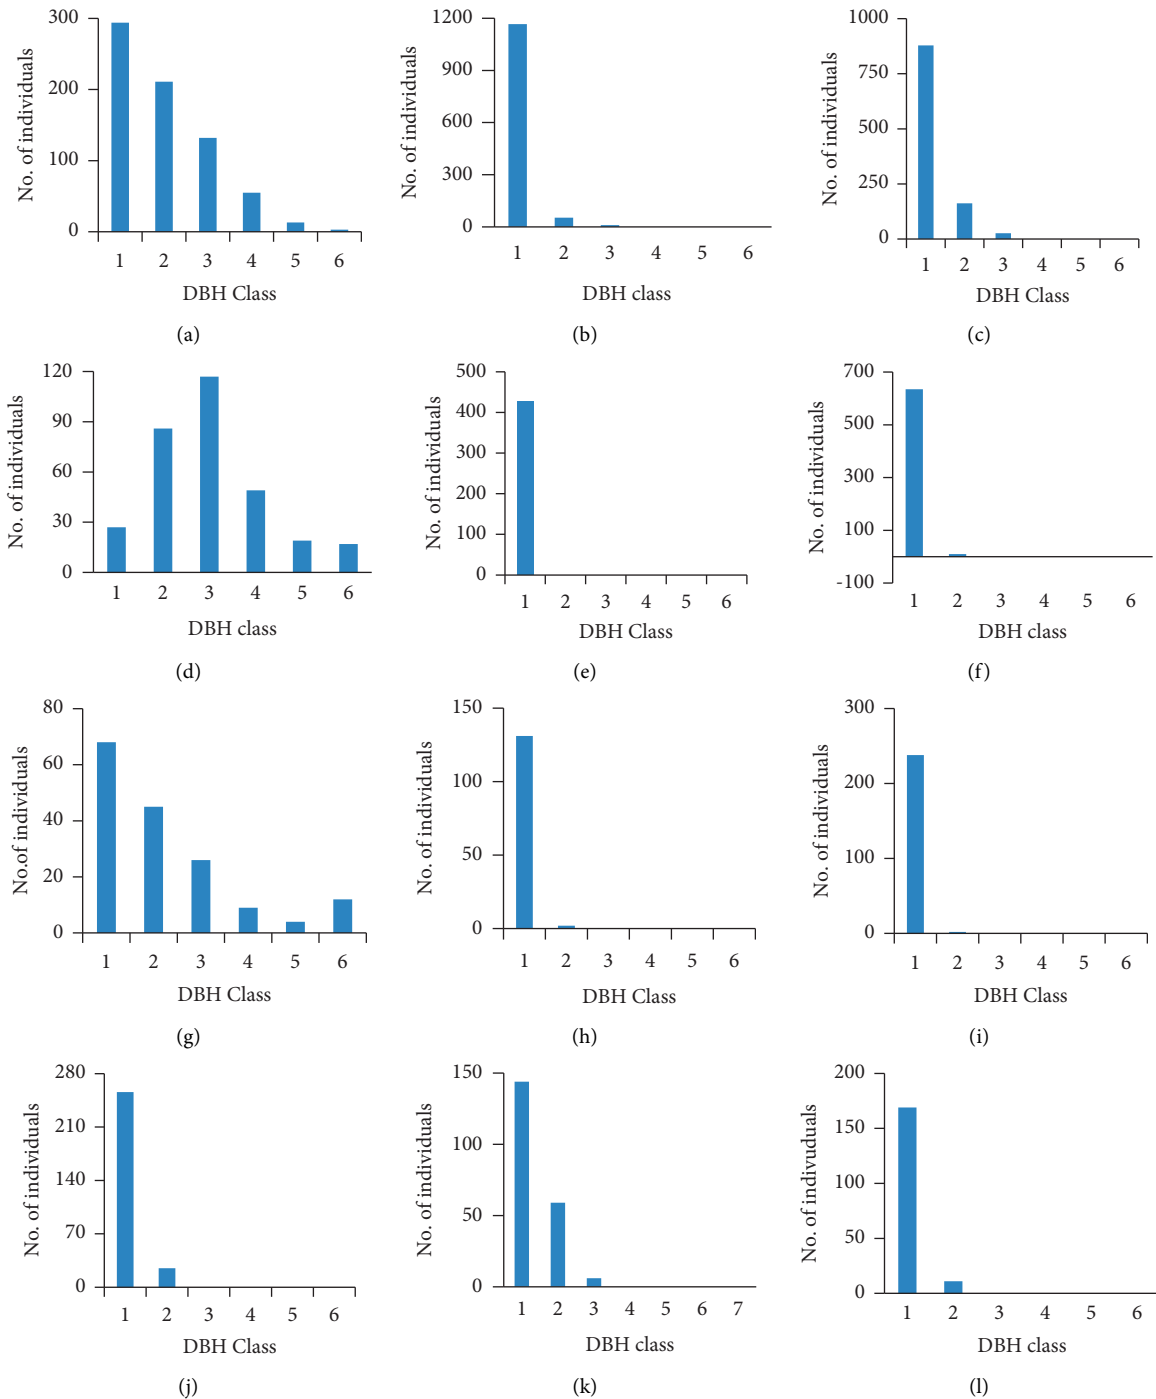 No. of individuals
300
200
100
0
1 2 3 4 5 6
DBH Class
(a)
No. of individuals
1200
900
600
300
0
1 2 3 4 5 6
DBH class
(b)
No. of individuals
1000
750
500
250
0
1 2 3 4 5 6
DBH Class
(c)
No. of individuals
120
90
60
30
0
1 2 3 4 5 6
DBH class
(d)
No. of individuals
500
400
300
200
100
0
1 2 3 4 5 6
DBH Class
(e)
No. of individuals
700
500
300
100
-100
1 2 3 4 5 6
DBH class
(f)
No.of individuals
80
60
40
20
0
1 2 3 4 5 6
DBH Class
(g)
No. of individuals
150
100
50
0
1 2 3 4 5 6
DBH Class
(h)
No. of individuals
300
200
100
0
1 2 3 4 5 6
DBH Class
(i)
No. of individuals
280
210
140
70
0
1 2 3 4 5 6
DBH Class
(j)
No. of individuals
150
100
50
0
1 2 3 4 5 6 7
DBH class
(k)
No. of indivuduals
200
150
100
50
0
1 2 3 4 5 6
DBH class
(l)